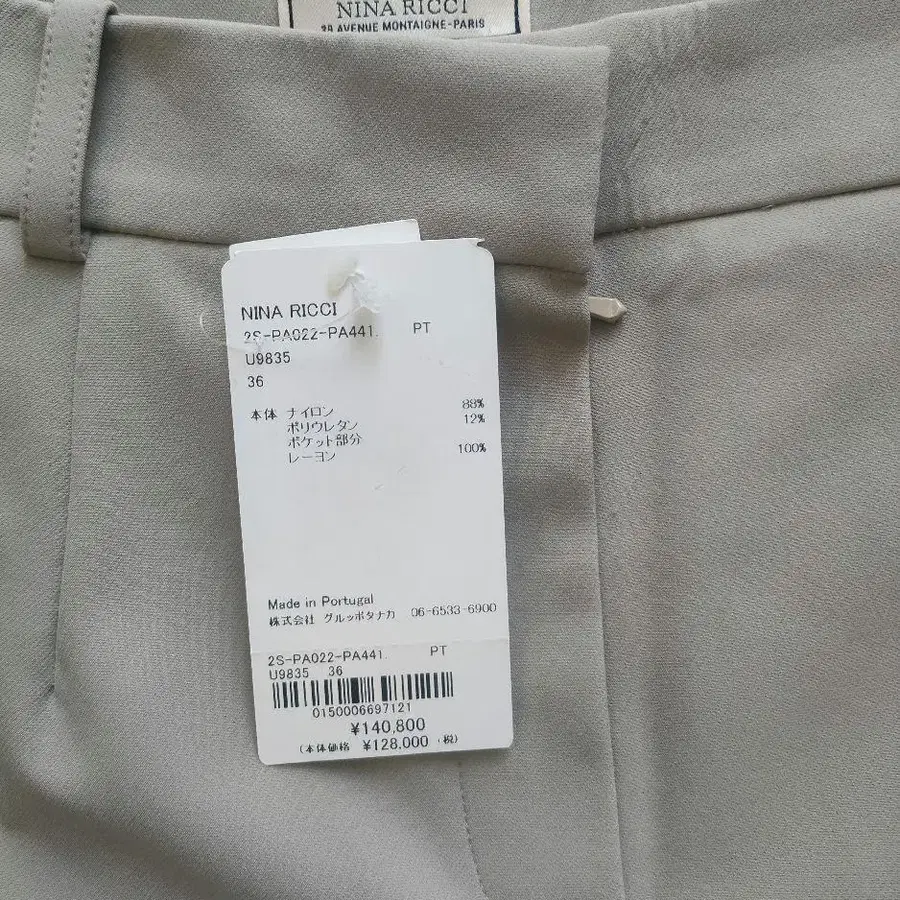 NINA RICCI
39 AVENUE MONTAIGNE-PARIS
NINA RICCI
2S-PA022-PA441. PT
U9835
36
本体 ナイロン 88%
ポリウレタン 12%
ポケット部分
レーヨン 100%
Made in Portugal
株式会社 グルッポタナカ 06-6533-6900
2S-PA022-PA441. PT
U9835 36
0150006697121
¥140,800
(本体価格 ¥128,000 +税)